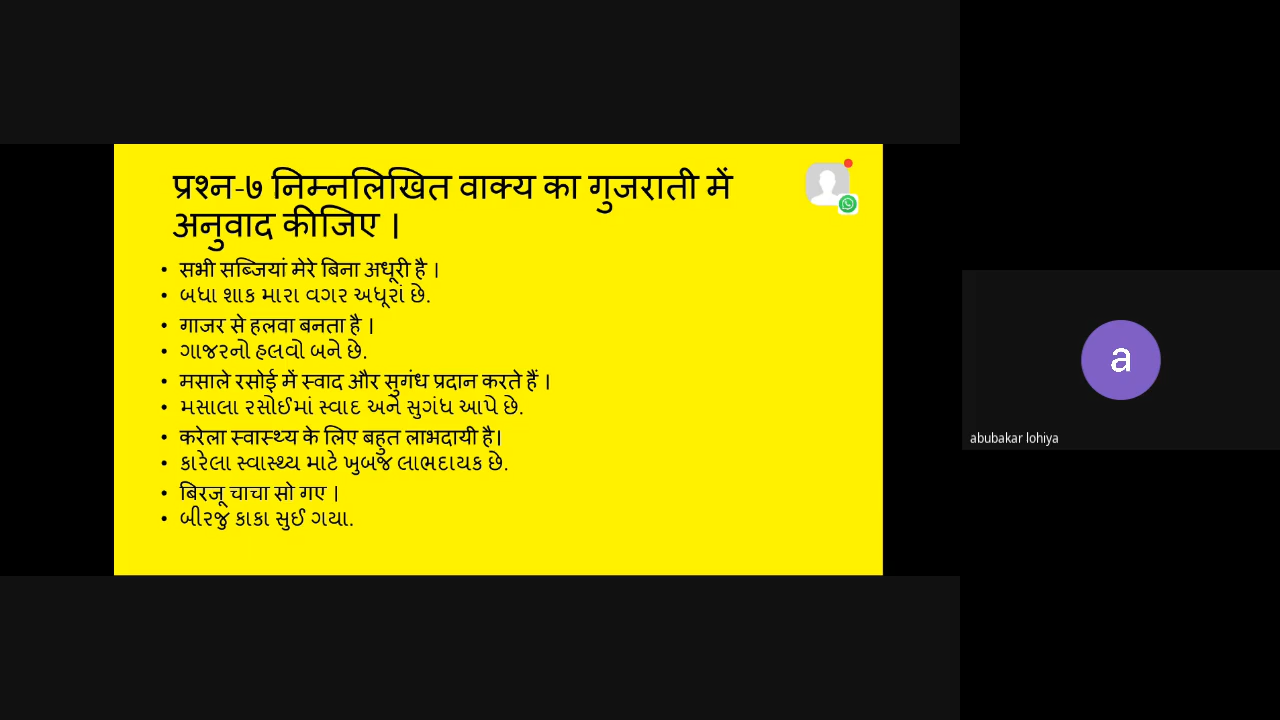 प्रश्न-७ निम्नलिखित वाक्य का गुजराती में
अनुवाद कीजिए ।
• सभी सब्जियां मेरे बिना अधूरी है ।
• બધા શાક મારા વગર અધૂરાં છે.
• गाजर से हलवा बनता है ।
• ગાજરનો હલવો બને છે.
• मसाले रसोई में स्वाद और सुगंध प्रदान करते हैं ।
• મસાલા રસોઈમાં સ્વાદ અને સુગંધ આપે છે.
• करेला स्वास्थ्य के लिए बहुत लाभदायी है।
• કારેલા સ્વાસ્થ્ય માટે ખુબજ લાભદાયક છે.
• बिरजू चाचा सो गए ।
• બીરજુ કાકા સુઈ ગયા.
a
abubakar lohiya